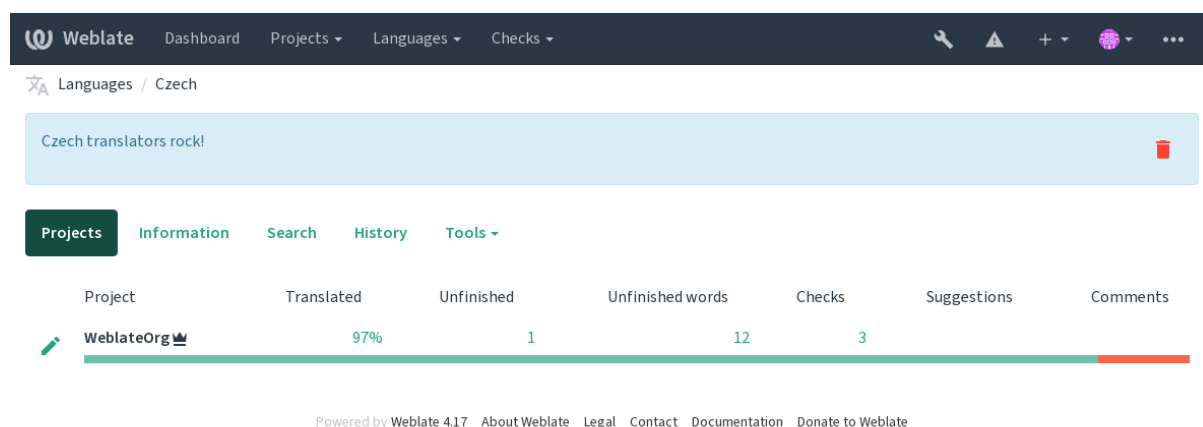 Weblate Dashboard Projects Languages Checks
Languages / Czech
Czech translators rock!
Projects Information Search History Tools
Project Translated Unfinished Unfinished words Checks Suggestions Comments
WeblateOrg 97% 1 12 3
Powered by Weblate 4.17 About Weblate Legal Contact Documentation Donate to Weblate